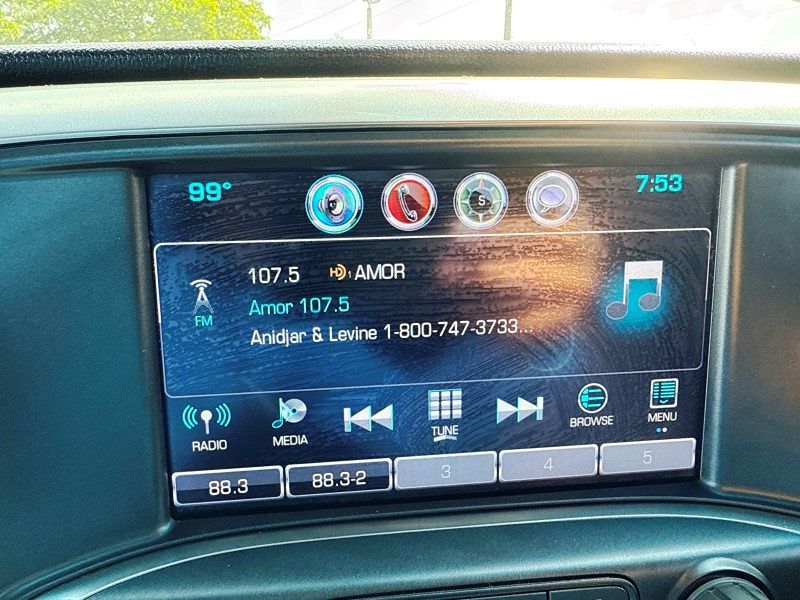 99° S 7:53
107.5 HD1 AMOR
FM Amor 107.5
Anidjar & Levine 1-800-747-3733...
RADIO MEDIA TUNE BROWSE MENU
88.3 88.3-2 3 4 5